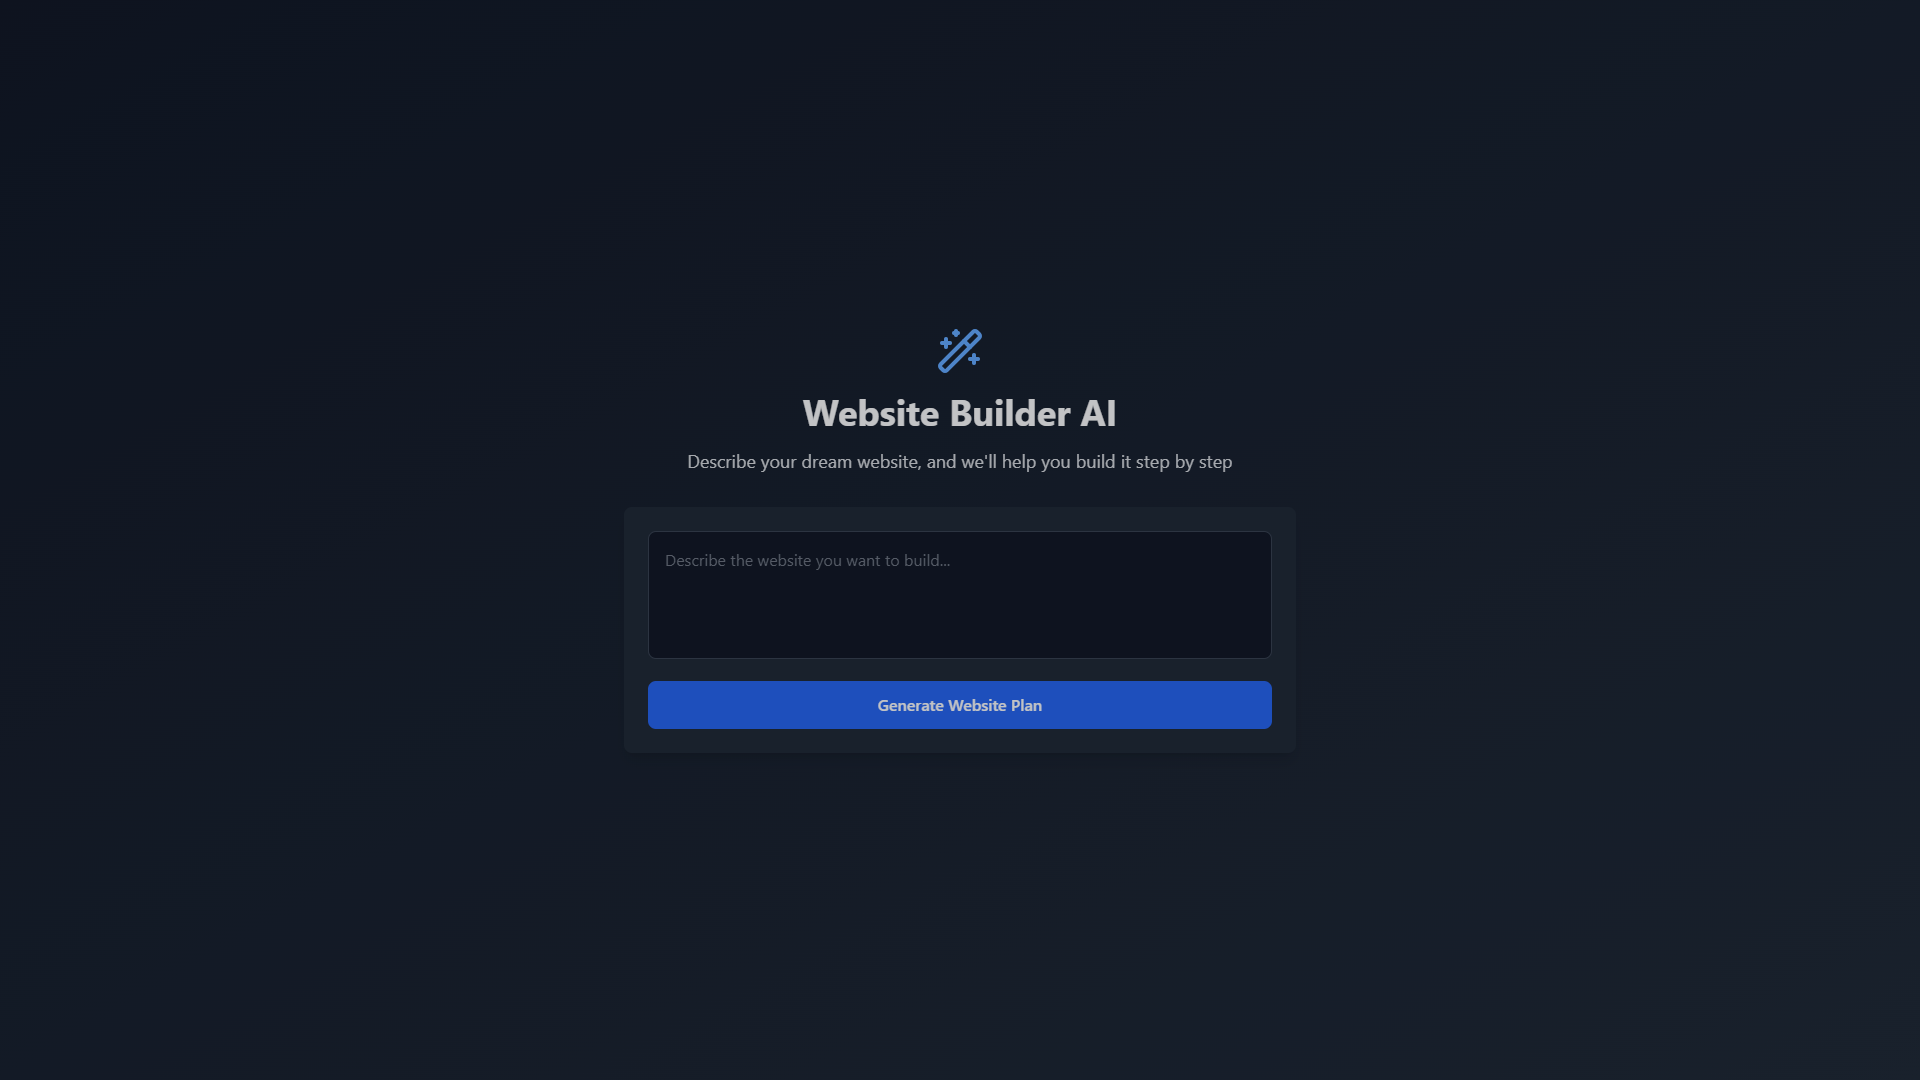 Website Builder AI
Describe your dream website, and we'll help you build it step by step
Describe the website you want to build...
Generate Website Plan